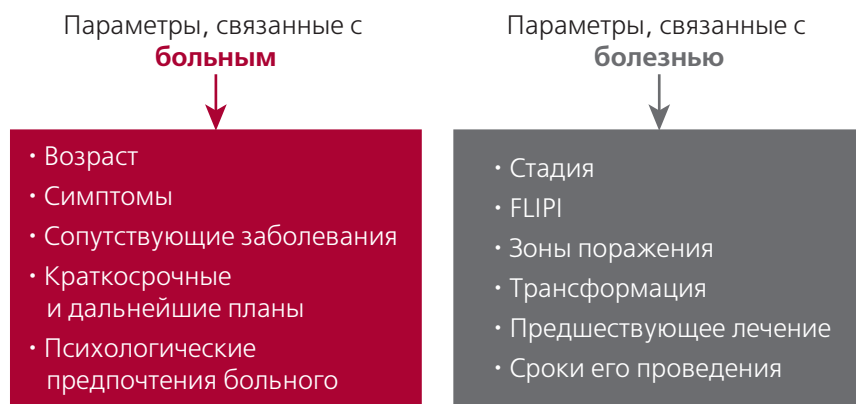 Параметры, связанные с
больным
· Возраст
· Симптомы
· Сопутствующие заболевания
· Краткосрочные
и дальнейшие планы
· Психологические
предпочтения больного
Параметры, связанные с
болезнью
· Стадия
· FLIPI
· Зоны поражения
· Трансформация
· Предшествующее лечение
· Сроки его проведения